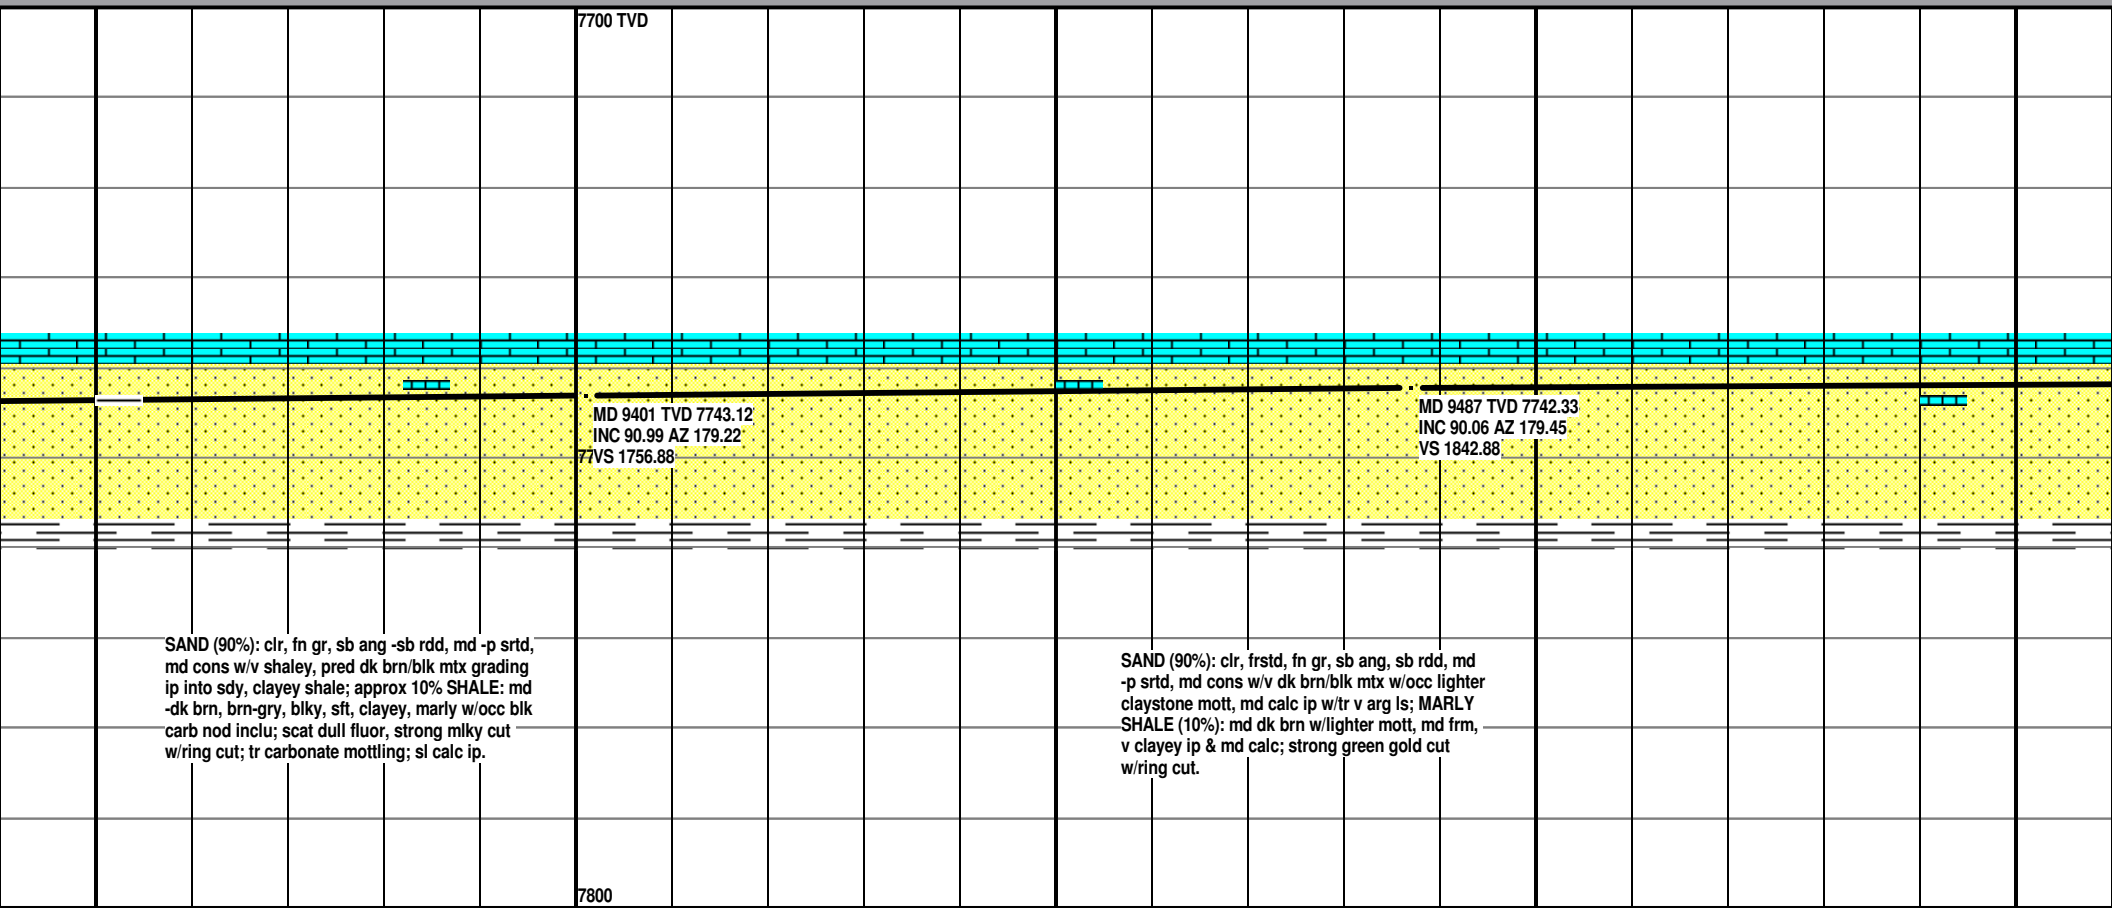 7700 TVD
MD 9401 TVD 7743.12
INC 90.99 AZ 179.22
77
VS 1756.88
MD 9487 TVD 7742.33
INC 90.06 AZ 179.45
VS 1842.88
SAND (90%): clr, fn gr, sb ang -sb rdd, md -p srtd,
md cons w/v shaley, pred dk brn/blk mtx grading
ip into sdy, clayey shale; approx 10% SHALE: md
-dk brn, brn-gry, blky, sft, clayey, marly w/occ blk
carb nod inclu; scat dull fluor, strong mlky cut
w/ring cut; tr carbonate mottling; sl calc ip.
SAND (90%): clr, frstd, fn gr, sb ang, sb rdd, md
-p srtd, md cons w/v dk brn/blk mtx w/occ lighter
claystone mott, md calc ip w/tr v arg ls; MARLY
SHALE (10%): md dk brn w/lighter mott, md frm,
v clayey ip & md calc; strong green gold cut
w/ring cut.
7800